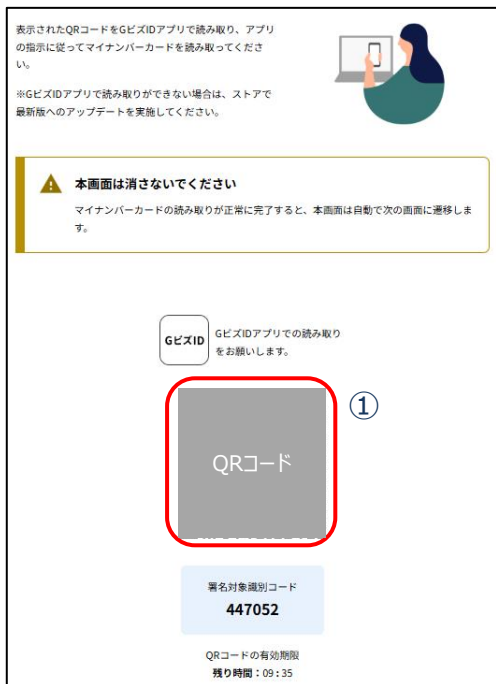 表示されたQRコードをGビズIDアプリで読み取り、アプリ
の指示に従ってマイナンバーカードを読み取ってくださ
い。
※GビズIDアプリで読み取りができない場合は、ストアで
最新版へのアップデートを実施してください。
本画面は消さないでください
マイナンバーカードの読み取りが正常に完了すると、本画面は自動で次の画面に遷移しま
す。
GビズID
GビズIDアプリでの読み取り
をお願いします。
①
QRコード
署名対象識別コード
447052
QRコードの有効期限
残り時間：09：35